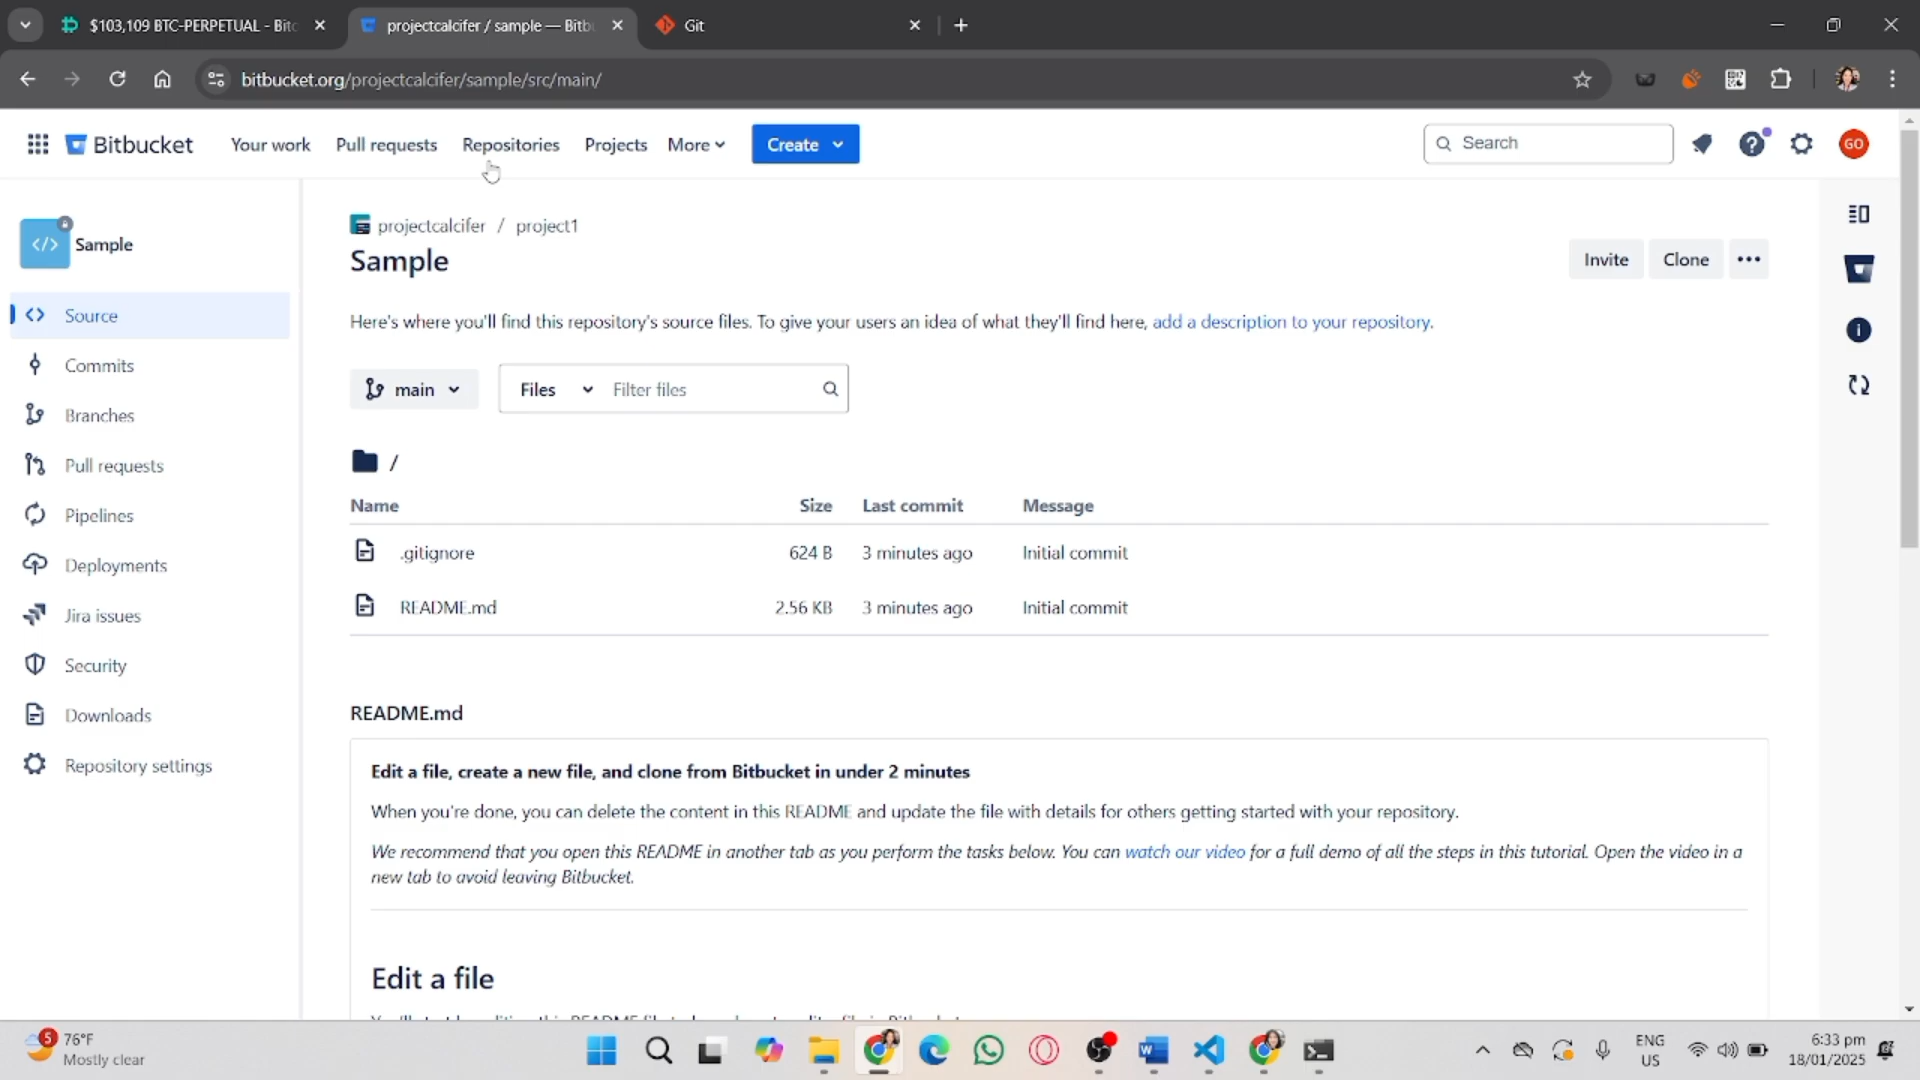 $103,109 BTC-PERPETUAL - Bitc
projectcalcifer / sample — Bitb
Git
bitbucket.org/projectcalcifer/sample/src/main/
Bitbucket
Your work
Pull requests
Repositories
Projects
More
Create
Search
GO
Sample
Source
Commits
Branches
Pull requests
Pipelines
Deployments
Jira issues
Security
Downloads
Repository settings
projectcalcifer / project1
Sample
Invite
Clone
Here's where you'll find this repository's source files. To give your users an idea of what they'll find here, add a description to your repository.
main
Files
Filter files
/
Name Size Last commit Message
.gitignore 624 B 3 minutes ago Initial commit
README.md 2.56 KB 3 minutes ago Initial commit
README.md
Edit a file, create a new file, and clone from Bitbucket in under 2 minutes
When you're done, you can delete the content in this README and update the file with details for others getting started with your repository.
We recommend that you open this README in another tab as you perform the tasks below. You can watch our video for a full demo of all the steps in this tutorial. Open the video in a
new tab to avoid leaving Bitbucket.
Edit a file
5
76°F
Mostly clear
ENG
US
6:33 pm
18/01/2025